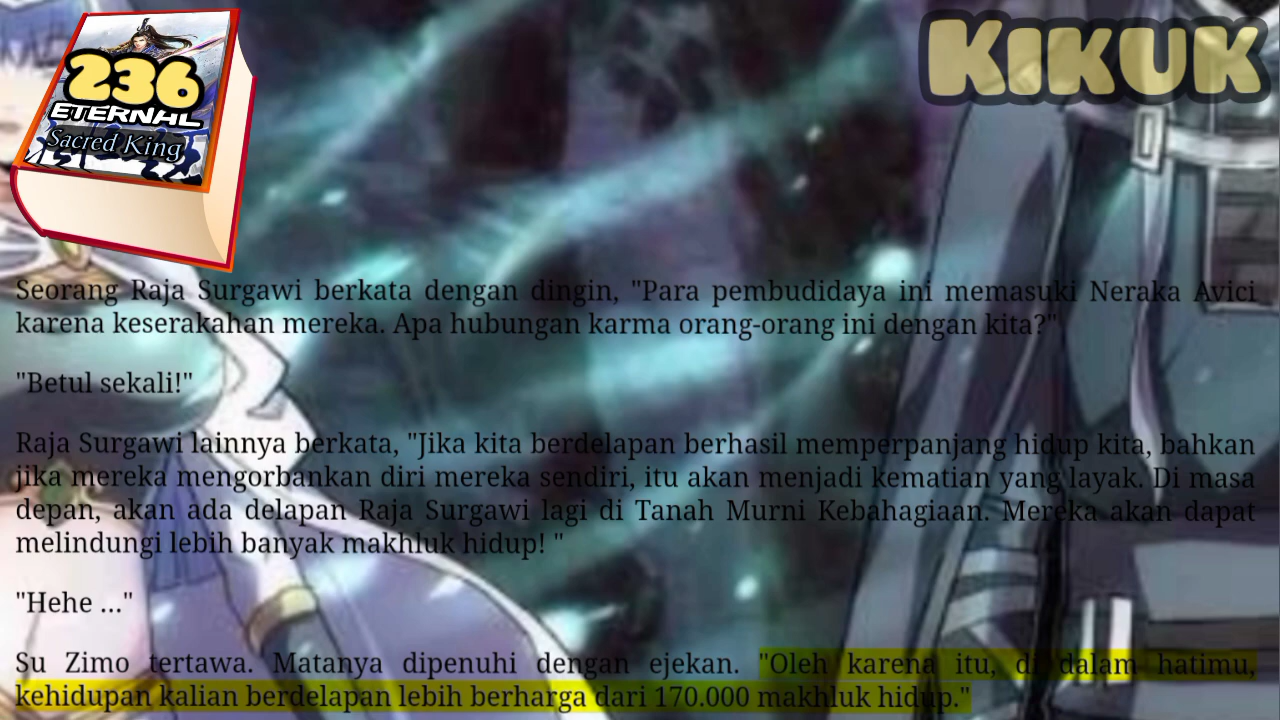 236
ETERNAL
Sacred King
KIKUK
Seorang Raja Surgawi berkata dengan dingin, "Para pembudidaya ini memasuki Neraka Avici
karena keserakahan mereka. Apa hubungan karma orang-orang ini dengan kita?"
"Betul sekali!"
Raja Surgawi lainnya berkata, "Jika kita berdelapan berhasil memperpanjang hidup kita, bahkan
jika mereka mengorbankan diri mereka sendiri, itu akan menjadi kematian yang layak. Di masa
depan, akan ada delapan Raja Surgawi lagi di Tanah Murni Kebahagiaan. Mereka akan dapat
melindungi lebih banyak makhluk hidup! "
"Hehe ..."
Su Zimo tertawa. Matanya dipenuhi dengan ejekan. "Oleh karena itu, di dalam hatimu,
kehidupan kalian berdelapan lebih berharga dari 170.000 makhluk hidup."